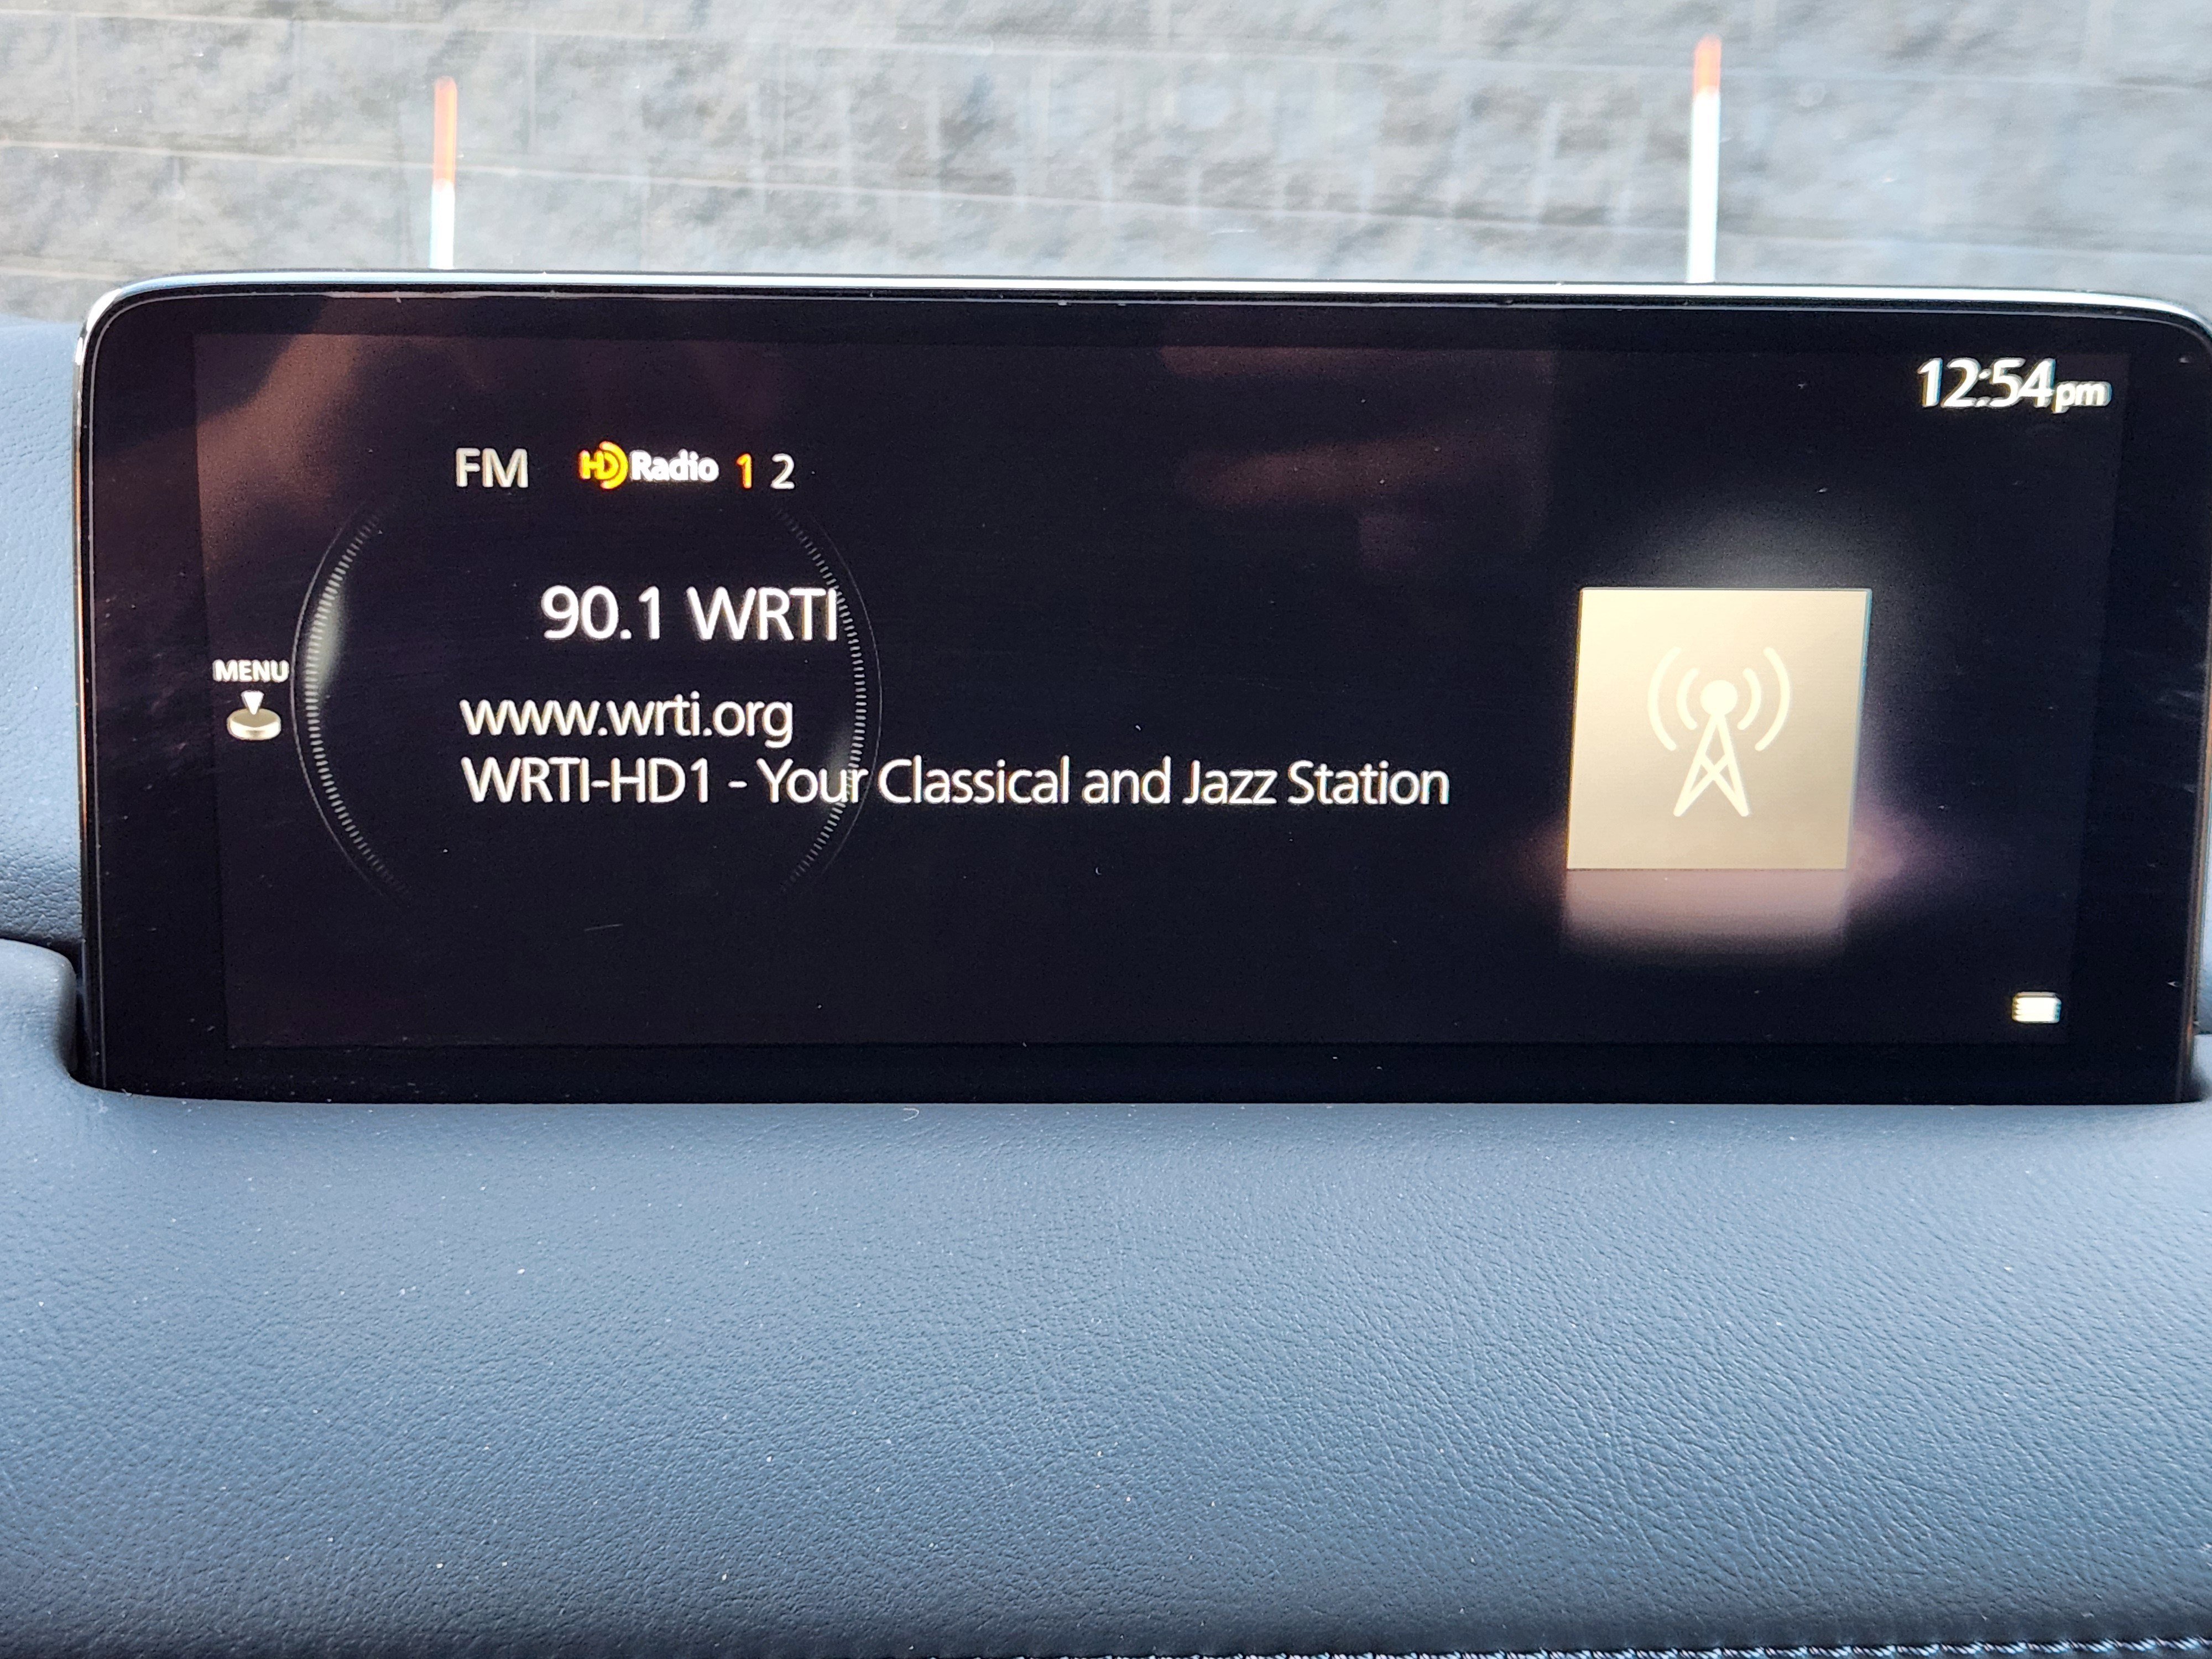 12:54pm
FM HD Radio 1 2
90.1 WRTI
MENU
www.wrti.org
WRTI-HD1 - Your Classical and Jazz Station